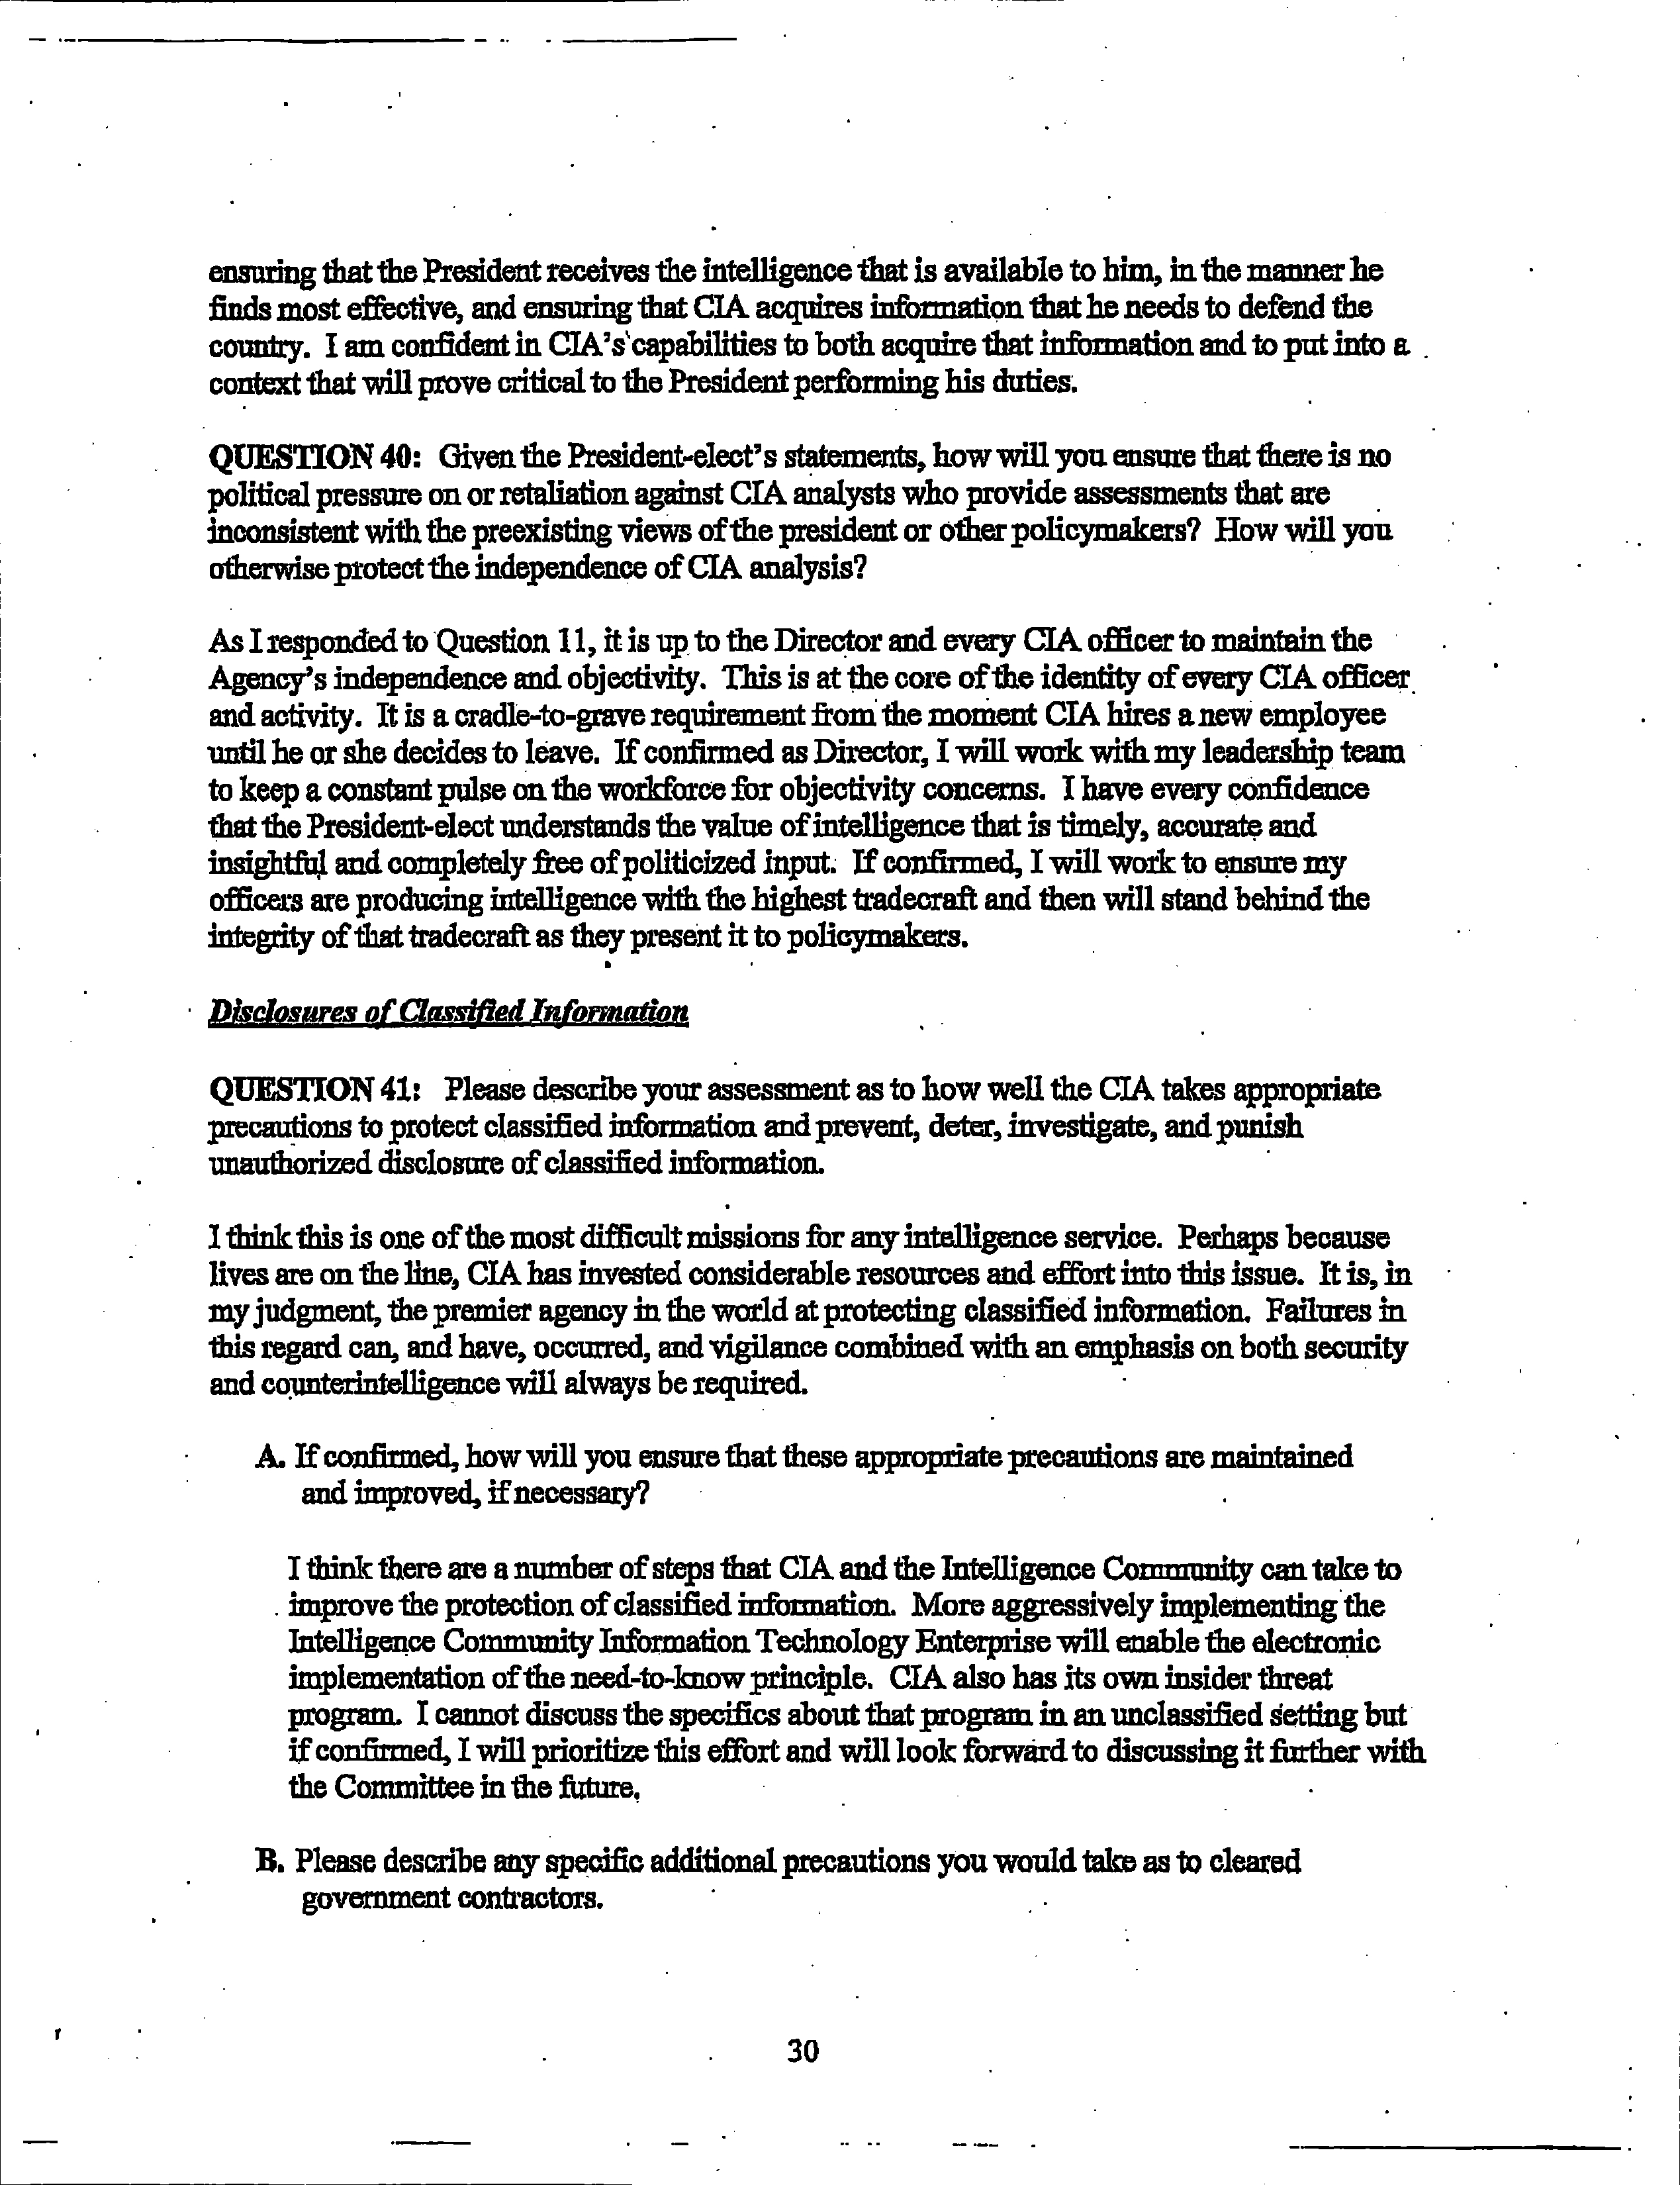 ensuring that the President receives the intelligence that is available to him, in the manner he
finds most effective, and ensuring that CIA acquires information that he needs to defend the
country. I am confident in CIA's capabilities to both acquire that information and to put into a
context that will prove critical to the President performing his duties.
QUESTION 40: Given the President-elect's statements, how will you ensure that there is no
political pressure on or retaliation against CIA analysts who provide assessments that are
inconsistent with the preexisting views of the president or other policymakers? How will you
otherwise protect the independence of CIA analysis?
As I responded to Question 11, it is up to the Director and every CIA officer to maintain the
Agency's independence and objectivity. This is at the core of the identity of every CIA officer
and activity. It is a cradle-to-grave requirement from the moment CIA hires a new employee
until he or she decides to leave. If confirmed as Director, I will work with my leadership team
to keep a constant pulse on the workforce for objectivity concerns. I have every confidence
that the President-elect understands the value of intelligence that is timely, accurate and
insightful and completely free of politicized input. If confirmed, I will work to ensure my
officers are producing intelligence with the highest tradecraft and then will stand behind the
integrity of that tradecraft as they present it to policymakers.
Disclosures of Classified Information
QUESTION 41: Please describe your assessment as to how well the CIA takes appropriate
precautions to protect classified information and prevent, deter, investigate, and punish
unauthorized disclosure of classified information.
I think this is one of the most difficult missions for any intelligence service. Perhaps because
lives are on the line, CIA has invested considerable resources and effort into this issue. It is, in
my judgment, the premier agency in the world at protecting classified information. Failures in
this regard can, and have, occurred, and vigilance combined with an emphasis on both security
and counterintelligence will always be required.
A. If confirmed, how will you ensure that these appropriate precautions are maintained
and improved, if necessary?
I think there are a number of steps that CIA and the Intelligence Community can take to
improve the protection of classified information. More aggressively implementing the
Intelligence Community Information Technology Enterprise will enable the electronic
implementation of the need-to-know principle. CIA also has its own insider threat
program. I cannot discuss the specifics about that program in an unclassified setting but
if confirmed, I will prioritize this effort and will look forward to discussing it further with
the Committee in the future.
B. Please describe any specific additional precautions you would take as to cleared
government contractors.
30